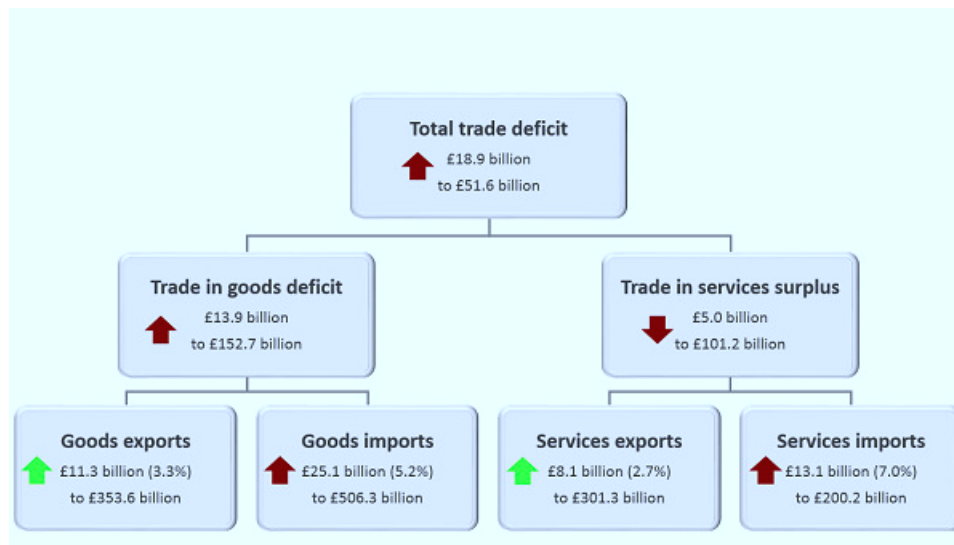 Total trade deficit
£18.9 billion
to £51.6 billion
Trade in goods deficit
£13.9 billion
to £152.7 billion
Trade in services surplus
£5.0 billion
to £101.2 billion
Goods exports
£11.3 billion (3.3%)
to £353.6 billion
Goods imports
£25.1 billion (5.2%)
to £506.3 billion
Services exports
£8.1 billion (2.7%)
to £301.3 billion
Services imports
£13.1 billion (7.0%)
to £200.2 billion